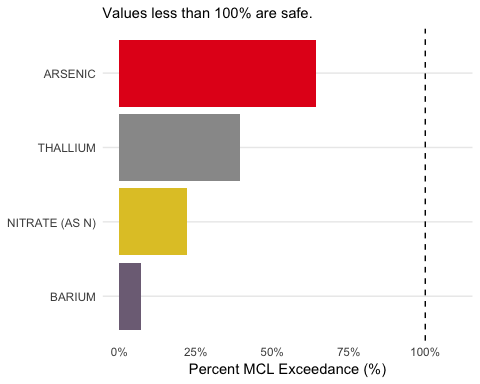 Values less than 100% are safe.
ARSENIC
THALLIUM
NITRATE (AS N)
BARIUM
0% 25% 50% 75% 100%
Percent MCL Exceedance (%)